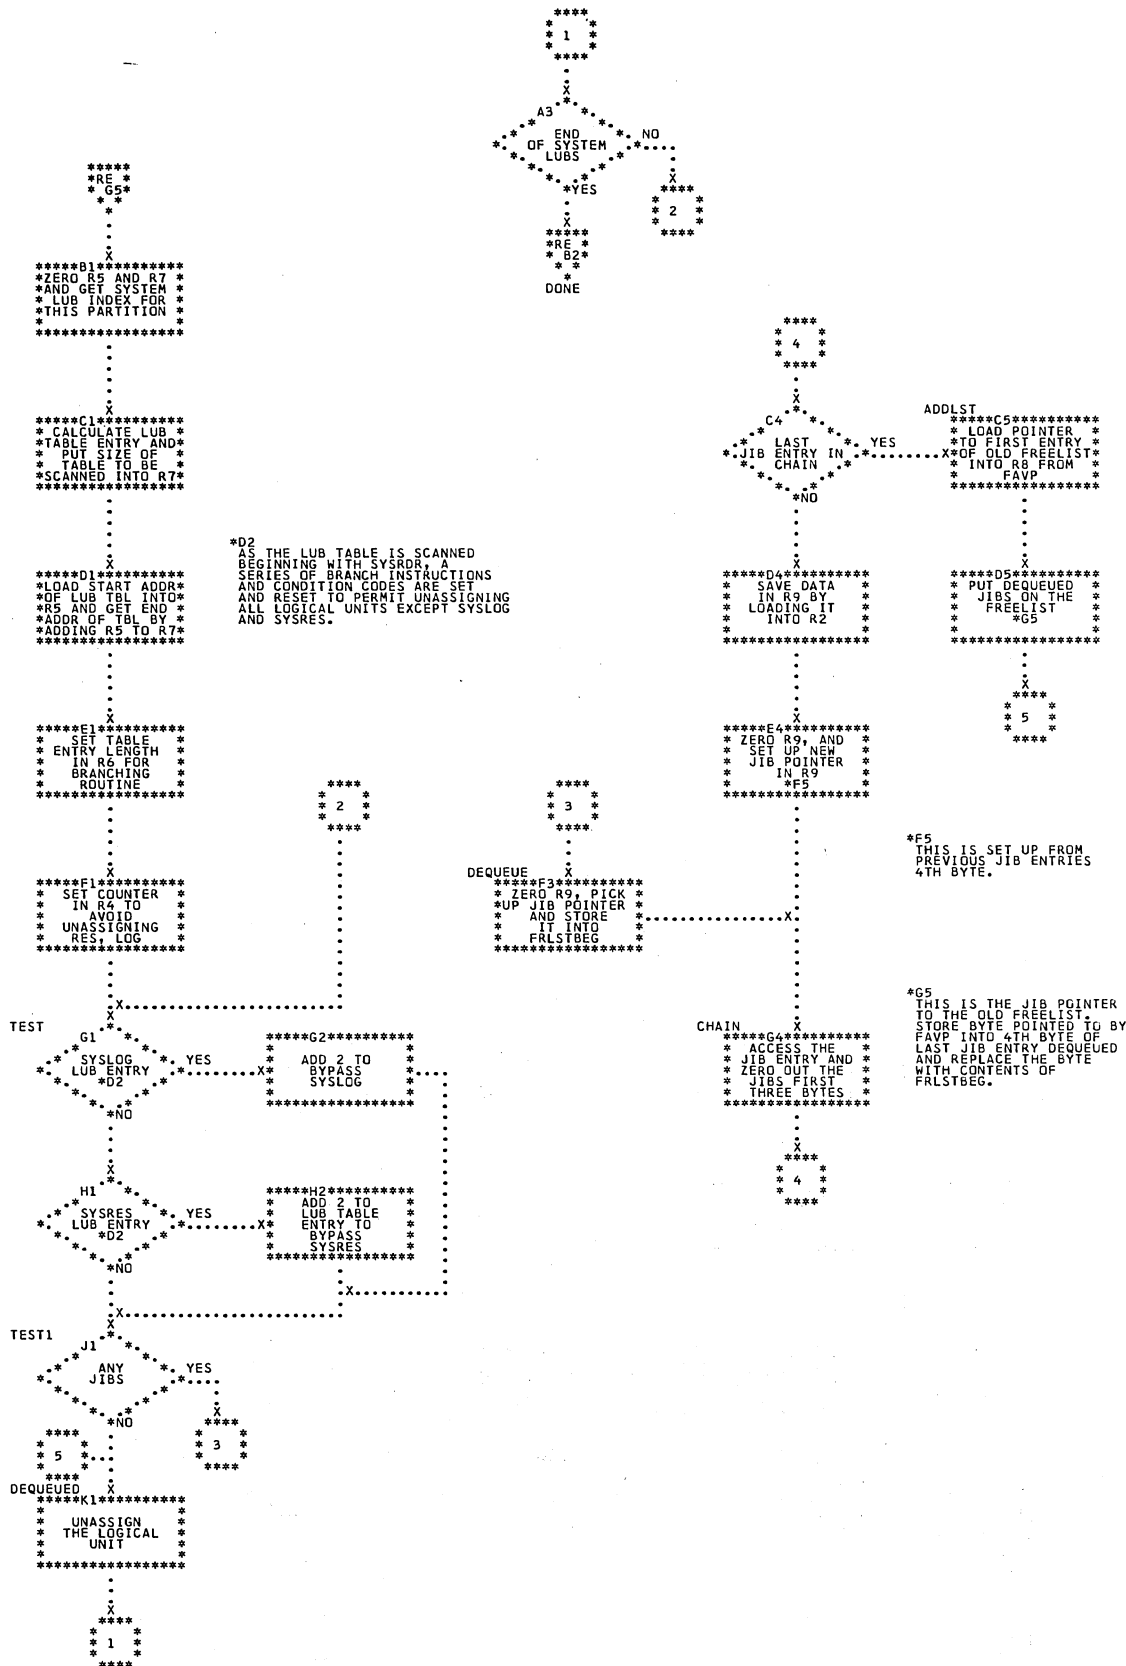 1
A3
END
OF SYSTEM
LUBS
NO
YES
2
RE
B2
DONE
RE
G5
B1
ZERO R5 AND R7
AND GET SYSTEM
LUB INDEX FOR
THIS PARTITION
C1
CALCULATE LUB
TABLE ENTRY AND
PUT SIZE OF
TABLE TO BE
SCANNED INTO R7
D1
LOAD START ADDR
OF LUB TBL INTO
R5 AND GET END
ADDR OF TBL BY
ADDING R5 TO R7
*D2
AS THE LUB TABLE IS SCANNED
BEGINNING WITH SYSRDR, A
SERIES OF BRANCH INSTRUCTIONS
AND CONDITION CODES ARE SET
AND RESET TO PERMIT UNASSIGNING
ALL LOGICAL UNITS EXCEPT SYSLOG
AND SYSRES.
E1
SET TABLE
ENTRY LENGTH
IN R6 FOR
BRANCHING
ROUTINE
F1
SET COUNTER
IN R4 TO
AVOID
UNASSIGNING
RES, LOG
2
TEST
G1
SYSLOG
LUB ENTRY
*D2
YES
NO
G2
ADD 2 TO
BYPASS
SYSLOG
H1
SYSRES
LUB ENTRY
*D2
YES
NO
H2
ADD 2 TO
LUB TABLE
ENTRY TO
BYPASS
SYSRES
TEST1
J1
ANY
JIBS
YES
NO
3
5
DEQUEUED
K1
UNASSIGN
THE LOGICAL
UNIT
1
3
DEQUEUE
F3
ZERO R9, PICK
UP JIB POINTER
AND STORE
IT INTO
FRLSTBEG
4
C4
LAST
JIB ENTRY IN
CHAIN
YES
NO
ADDLST
C5
LOAD POINTER
TO FIRST ENTRY
OF OLD FREELIST
INTO R8 FROM
FAVP
D4
SAVE DATA
IN R9 BY
LOADING IT
INTO R2
D5
PUT DEQUEUED
JIBS ON THE
FREELIST
*G5
5
E4
ZERO R9, AND
SET UP NEW
JIB POINTER
IN R9
*F5
*F5
THIS IS SET UP FROM
PREVIOUS JIB ENTRIES
4TH BYTE.
*G5
THIS IS THE JIB POINTER
TO THE OLD FREELIST.
STORE BYTE POINTED TO BY
FAVP INTO 4TH BYTE OF
LAST JIB ENTRY DEQUEUED
AND REPLACE THE BYTE
WITH CONTENTS OF
FRLSTBEG.
CHAIN
G4
ACCESS THE
JIB ENTRY AND
ZERO OUT THE
JIBS FIRST
THREE BYTES
4